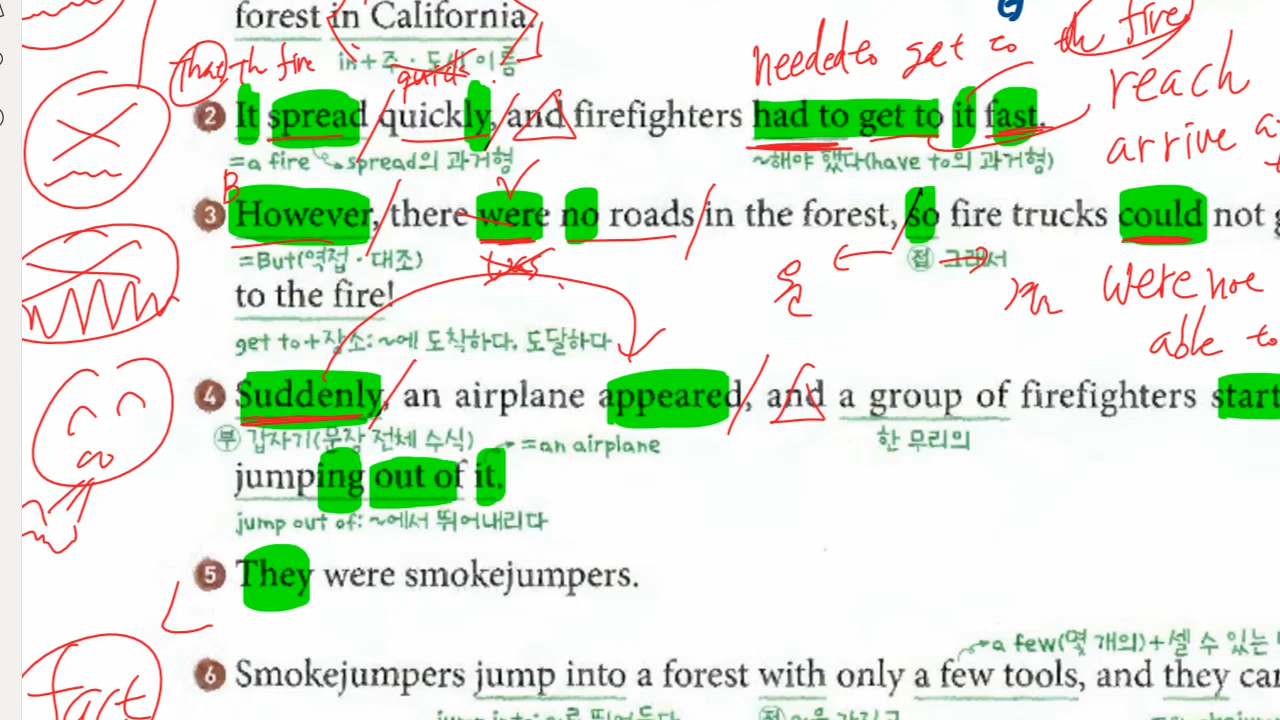 forest in California.
in + 주·도시 이름
That th fire
quick
needed to get to the fire
reach
arrive
② It spread quickly, and firefighters had to get to it fast.
=a fire spread의 과거형 ~해야 했다(have to의 과거형)
B
③ However, there were no roads in the forest, so fire trucks could not
=But(역접·대조) 접 그래서
was
were not
able to
to the fire!
get to+장소: ~에 도착하다, 도달하다
④ Suddenly, an airplane appeared, and a group of firefighters start
부 갑자기(문장 전체 수식) =an airplane 한 무리의
jumping out of it.
jump out of: ~에서 뛰어내리다
⑤ They were smokejumpers.
a few(몇 개의)+셀 수 있는
⑥ Smokejumpers jump into a forest with only a few tools, and they can
fact